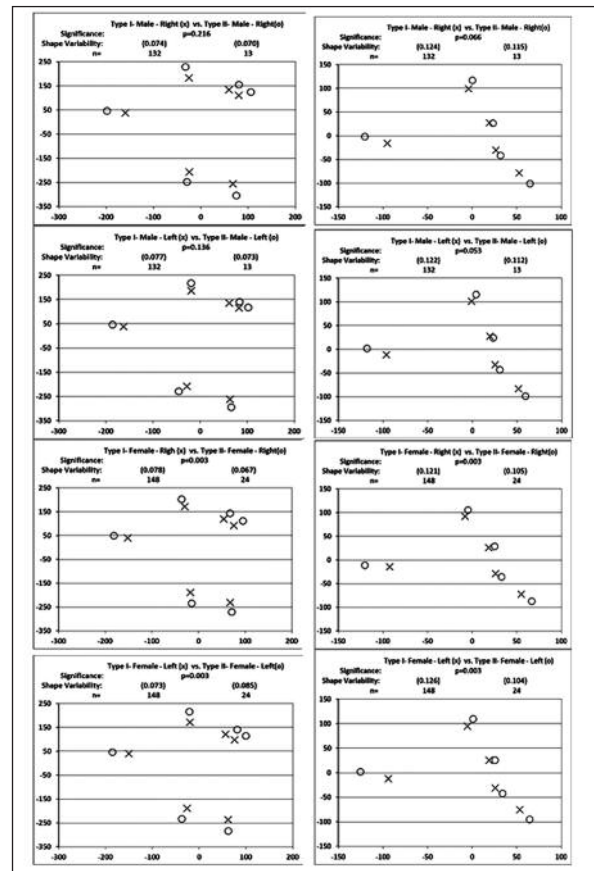 Type I- Male - Right (x) vs. Type II- Male - Right(o)
Significance: p=0.216
Shape Variability: (0.074) (0.070)
n= 132 13
250
150
50
-50
-150
-250
-350
-300 -200 -100 0 100 200
Type I- Male - Right (x) vs. Type II- Male - Right(o)
Significance: p=0.066
Shape Variability: (0.124) (0.115)
n= 132 13
150
100
50
0
-50
-100
-150
-150 -100 -50 0 50 100
Type I- Male - Left (x) vs. Type II- Male - Left (o)
Significance: p=0.136
Shape Variability: (0.077) (0.073)
n= 132 13
250
150
50
-50
-150
-250
-350
-300 -200 -100 0 100 200
Type I- Male - Left (x) vs. Type II- Male - Left (o)
Significance: p=0.053
Shape Variability: (0.122) (0.112)
n= 132 13
150
100
50
0
-50
-100
-150
-150 -100 -50 0 50 100
Type I- Female - Righ (x) vs. Type II- Female - Right(o)
Significance: p=0.003
Shape Variability: (0.078) (0.067)
n= 148 24
250
150
50
-50
-150
-250
-350
-300 -200 -100 0 100 200
Type I- Female - Right (x) vs. Type II- Female - Right(o)
Significance: p=0.003
Shape Variability: (0.121) (0.105)
n= 148 24
150
100
50
0
-50
-100
-150
-150 -100 -50 0 50 100
Type I- Female - Left (x) vs. Type II- Female - Left(o)
Significance: p=0.003
Shape Variability: (0.073) (0.085)
n= 148 24
250
150
50
-50
-150
-250
-350
-300 -200 -100 0 100 200
Type I- Female - Left (x) vs. Type II- Female - Left (o)
Significance: p=0.003
Shape Variability: (0.126) (0.104)
n= 148 24
150
100
50
0
-50
-100
-150
-150 -100 -50 0 50 100